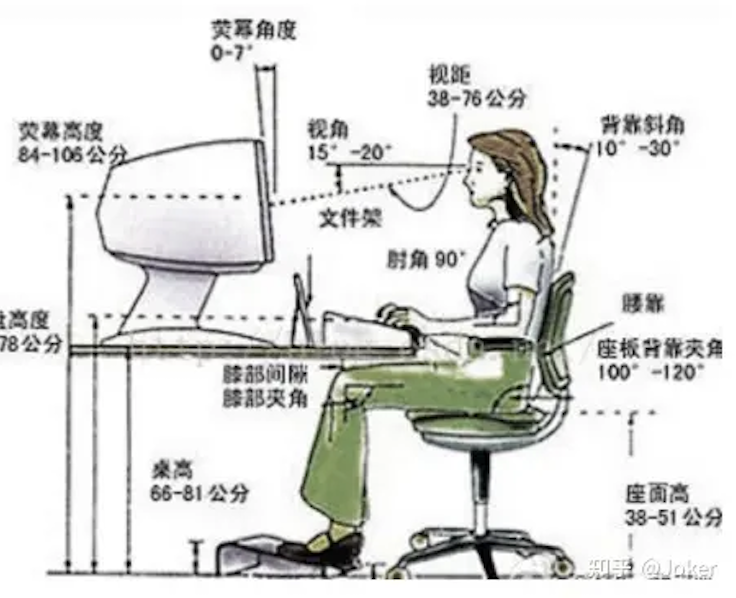 荧幂角度
0-7°
视距
38-76公分
荧幕高度
84-106公分
视角
15°-20°
背靠斜角
10°-30°
文件架
肘角90°
盘高度
78公分
腰靠
座板背靠夹角
100°-120°
膝部间隙
膝部夹角
桌高
66-81公分
座面高
38-51公分
知乎 @Joker